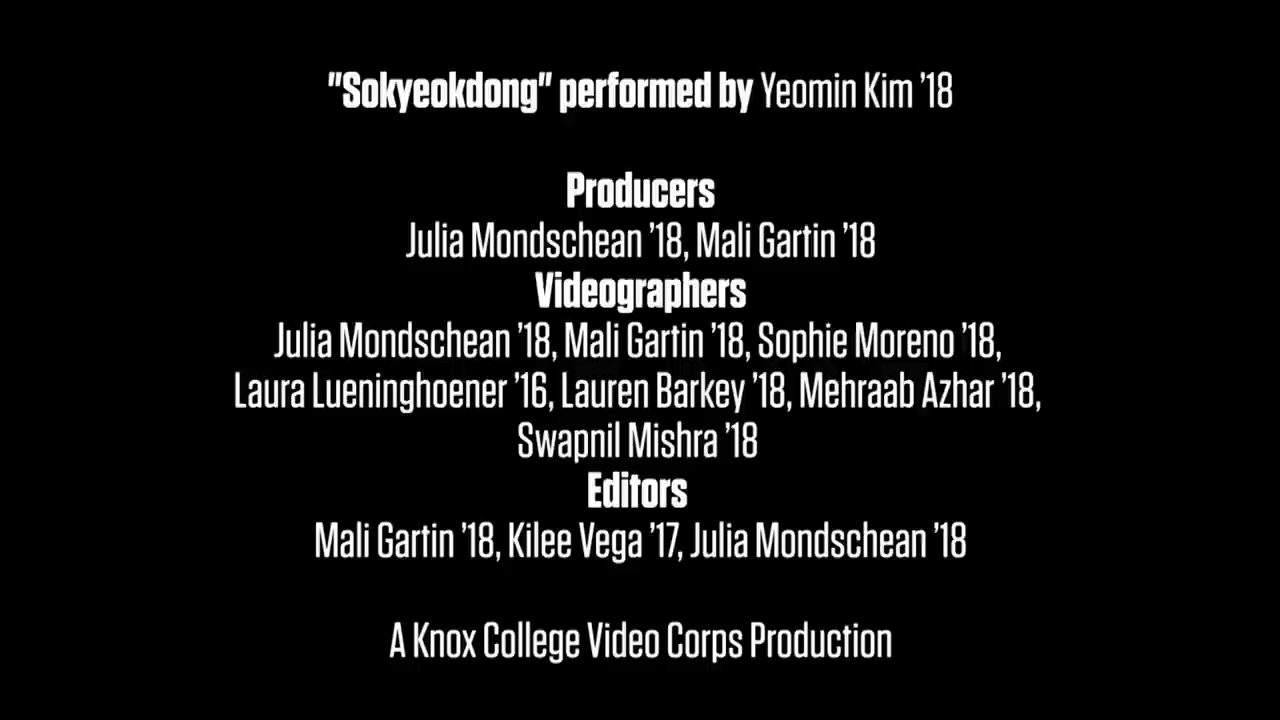 "Sokyeokdong" performed by Yeomin Kim ’18
Producers
Julia Mondschean ’18, Mali Gartin ’18
Videographers
Julia Mondschean ’18, Mali Gartin ’18, Sophie Moreno ’18,
Laura Lueninghoener ’16, Lauren Barkey ’18, Mehraab Azhar ’18,
Swapnil Mishra ’18
Editors
Mali Gartin ’18, Kilee Vega ’17, Julia Mondschean ’18
A Knox College Video Corps Production